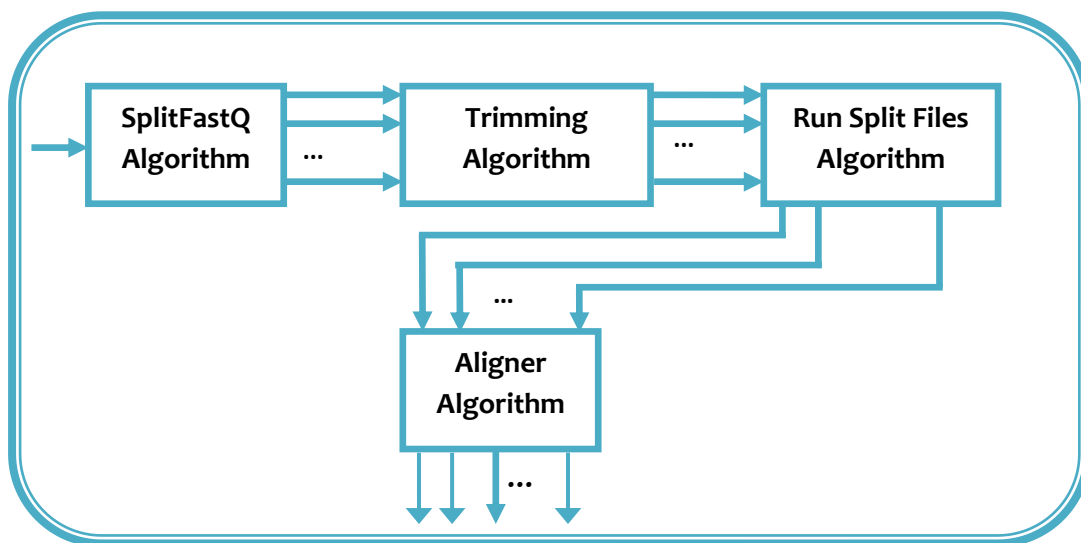 SplitFastQ
Algorithm
...
Trimming
Algorithm
...
Run Split Files
Algorithm
...
Aligner
Algorithm
...